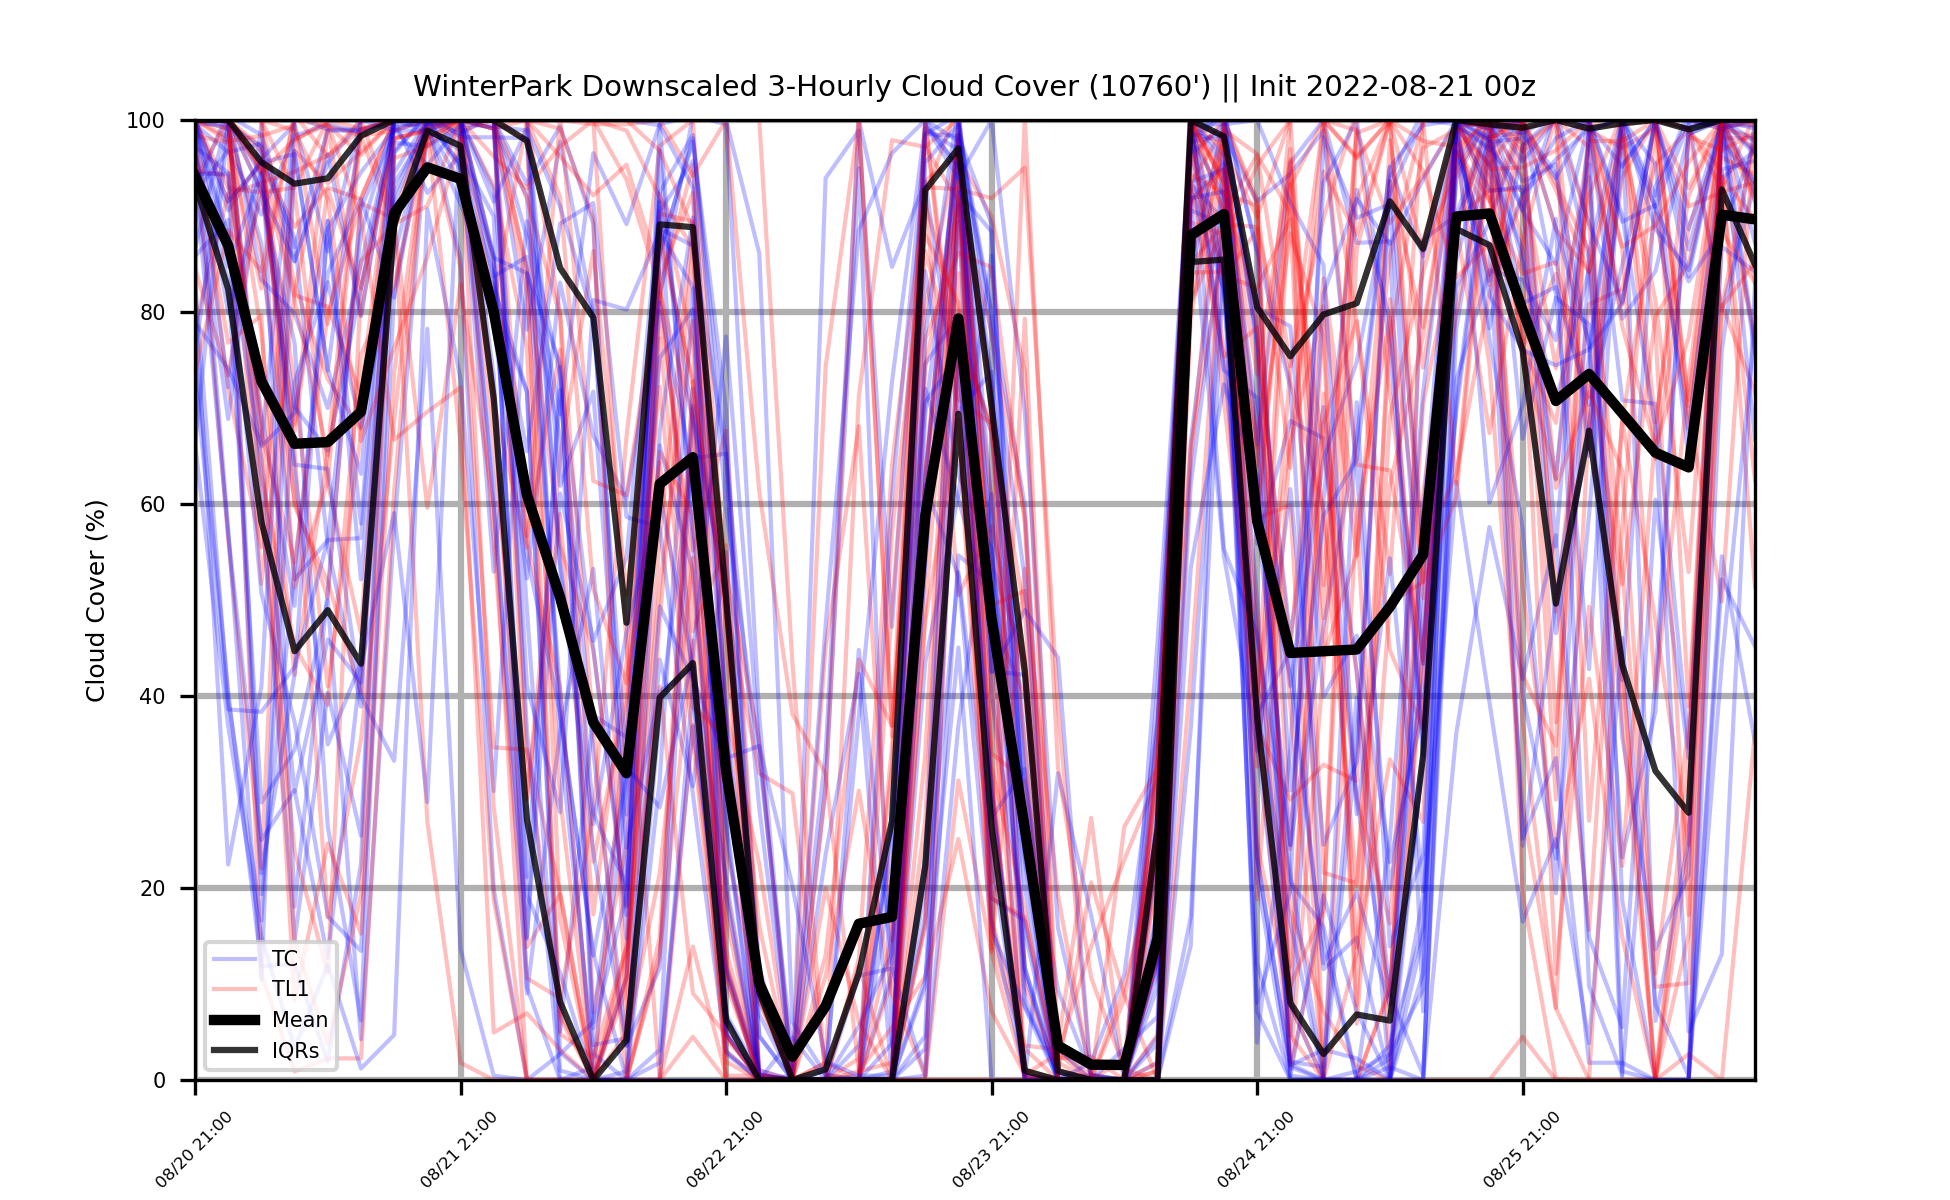 WinterPark Downscaled 3-Hourly Cloud Cover (10760') || Init 2022-08-21 00z
Cloud Cover (%)
100
80
60
40
20
0
TC
TL1
Mean
IQRs
08/20 21:00
08/21 21:00
08/22 21:00
08/23 21:00
08/24 21:00
08/25 21:00